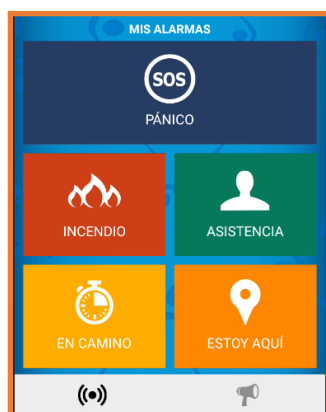 MIS ALARMAS
SOS
PÁNICO
INCENDIO
ASISTENCIA
EN CAMINO
ESTOY AQUÍ